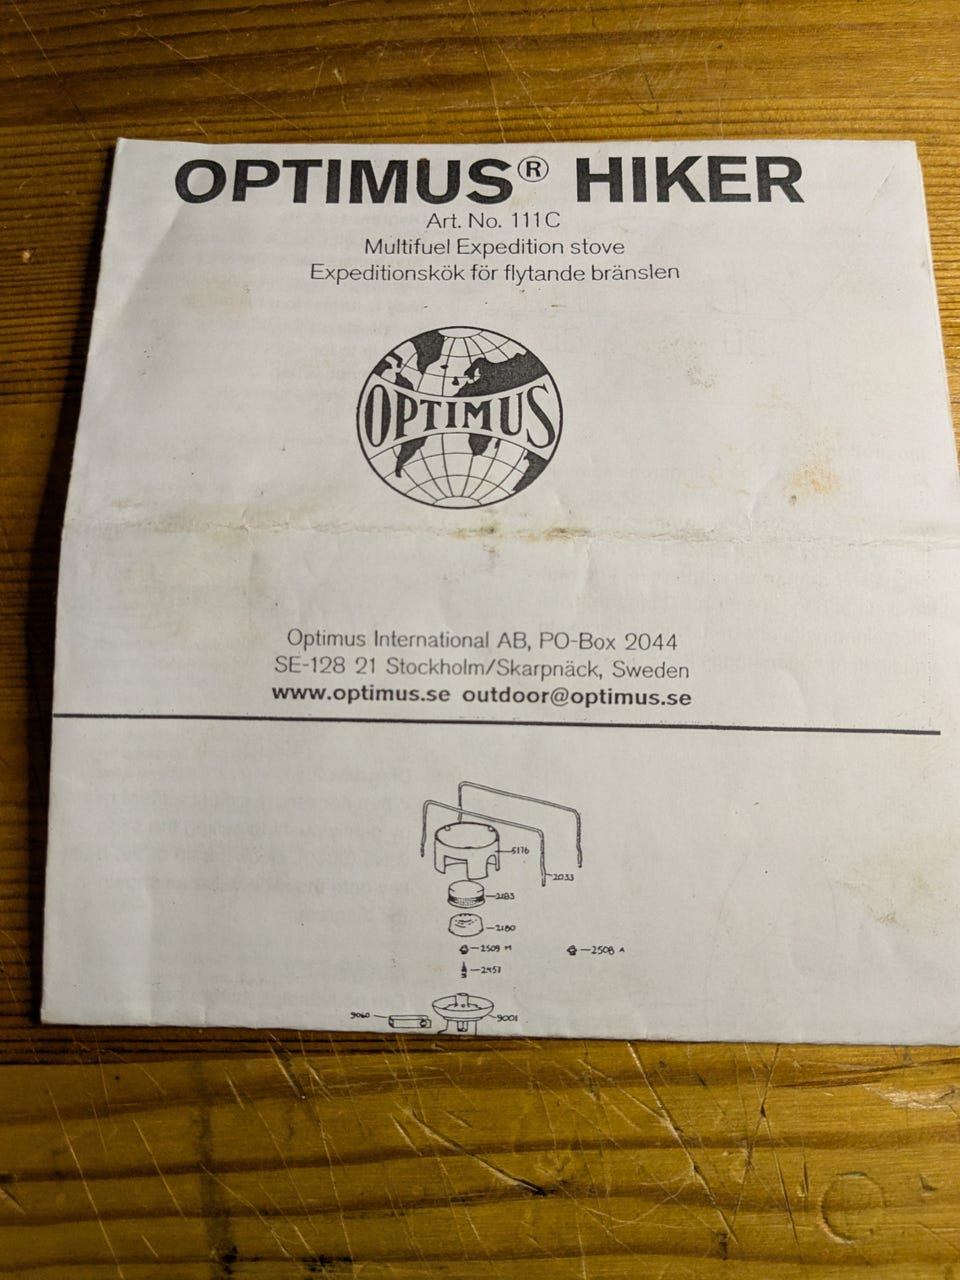 OPTIMUS® HIKER
Art. No. 111C
Multifuel Expedition stove
Expeditionskök för flytande bränslen
OPTIMUS
Optimus International AB, PO-Box 2044
SE-128 21 Stockholm/Skarpnäck, Sweden
www.optimus.se outdoor@optimus.se
5176
2033
2183
2180
2509 M
2508 A
2457
9060
9001